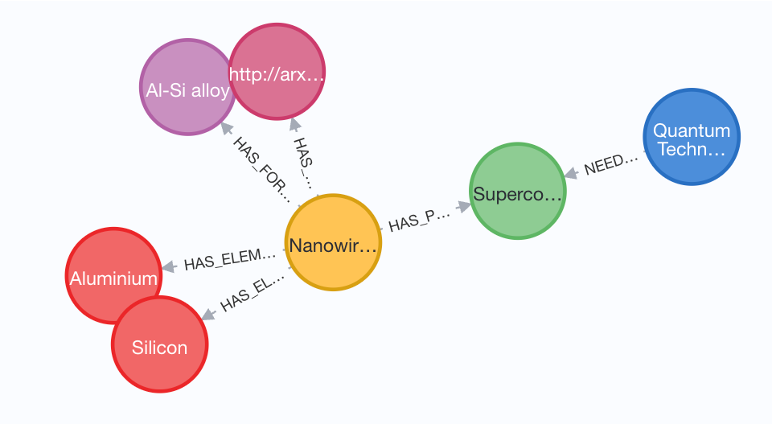 http://arx…
Al-Si alloy
Quantum
Techn…
HAS_FOR…
HAS_…
NEED…
Superco…
HAS_P…
Nanowir…
HAS_ELEM…
Aluminium
HAS_EL…
Silicon